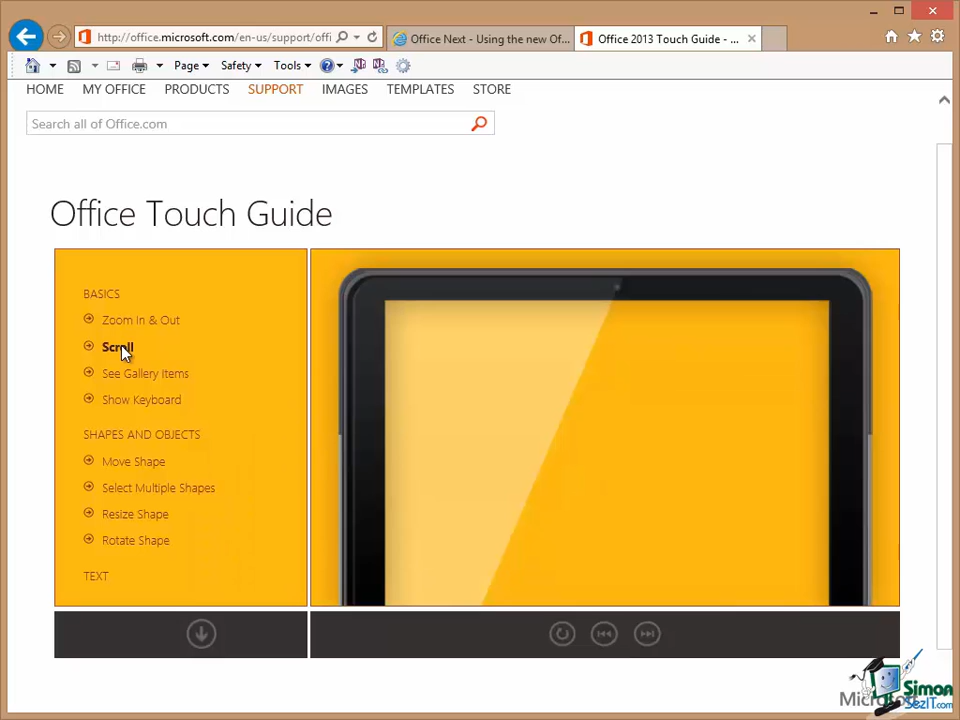 http://office.microsoft.com/en-us/support/offi
Office Next - Using the new Of...
Office 2013 Touch Guide - ...
Page
Safety
Tools
HOME MY OFFICE PRODUCTS SUPPORT IMAGES TEMPLATES STORE
Search all of Office.com
Office Touch Guide
BASICS
Zoom In & Out
Scroll
See Gallery Items
Show Keyboard
SHAPES AND OBJECTS
Move Shape
Select Multiple Shapes
Resize Shape
Rotate Shape
TEXT
SIMON
SEZIT.com